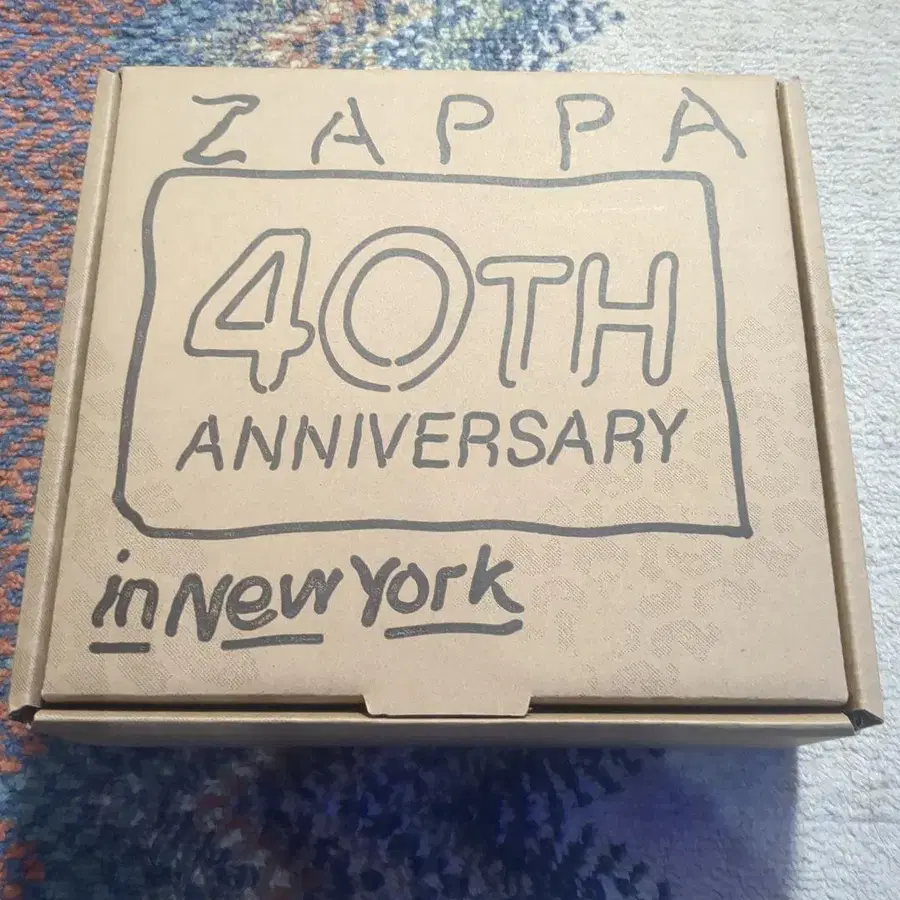 ZAPPA
40TH
ANNIVERSARY
in New York